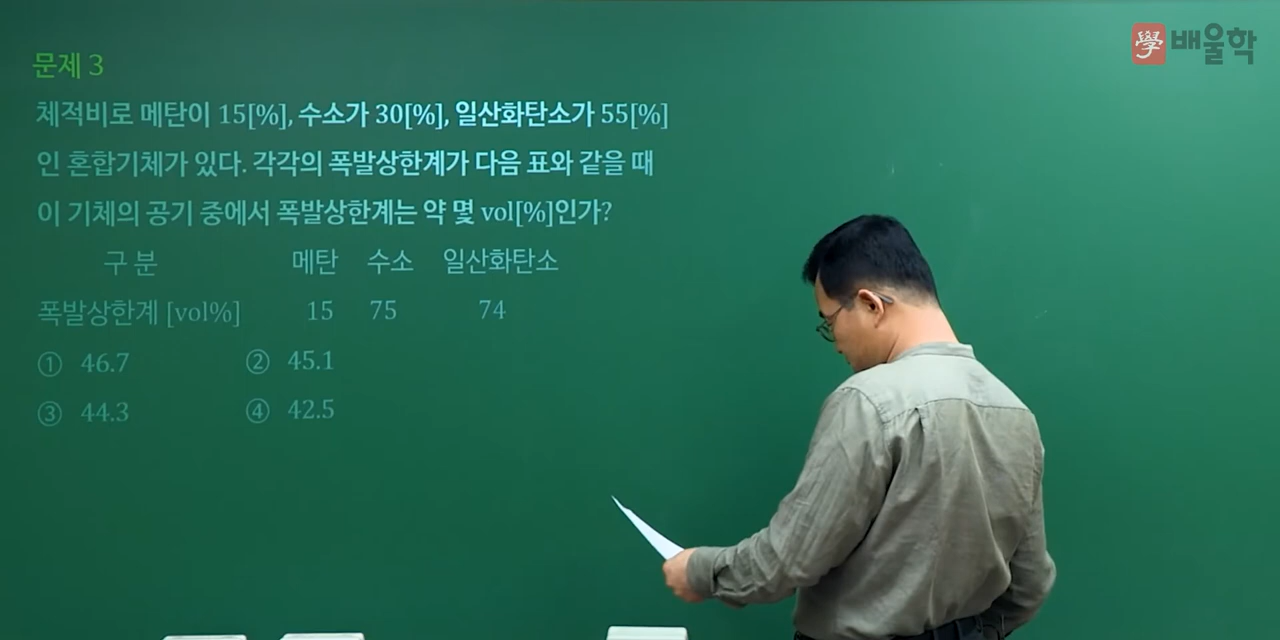 學 배울학
문제 3
체적비로 메탄이 15[%], 수소가 30[%], 일산화탄소가 55[%]
인 혼합기체가 있다. 각각의 폭발상한계가 다음 표와 같을 때
이 기체의 공기 중에서 폭발상한계는 약 몇 vol[%]인가?
구 분 메탄 수소 일산화탄소
폭발상한계 [vol%] 15 75 74
① 46.7 ② 45.1
③ 44.3 ④ 42.5